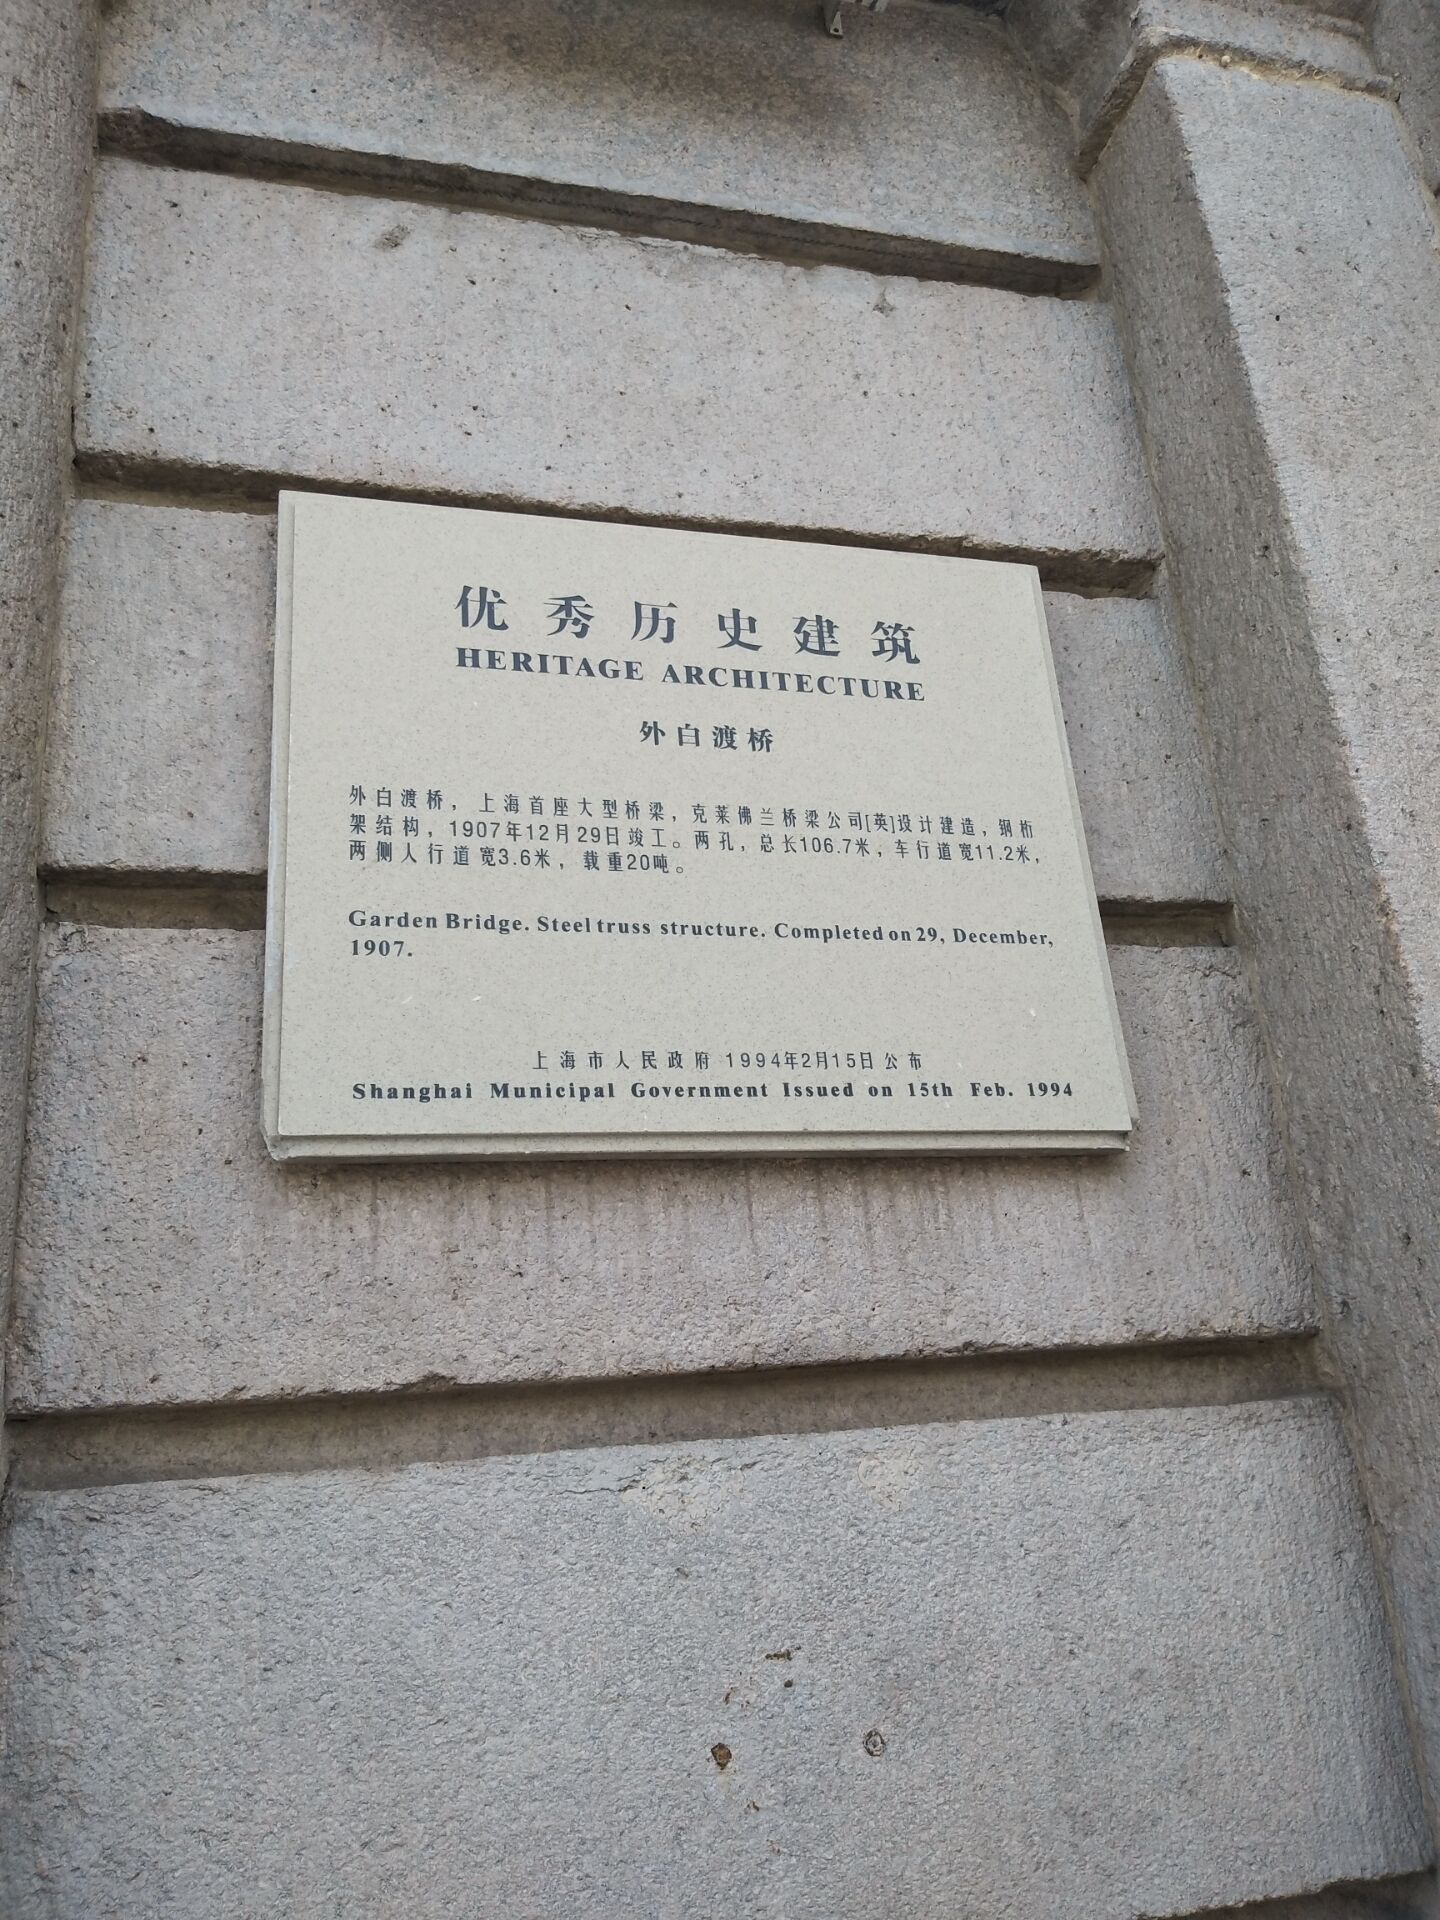 优秀历史建筑
HERITAGE ARCHITECTURE
外白渡桥
外白渡桥，上海首座大型桥梁，克莱佛兰桥梁公司[英]设计建造，钢桁
架结构，1907年12月29日竣工。两孔，总长106.7米，车行道宽11.2米，
两侧人行道宽3.6米，载重20吨。
Garden Bridge. Steel truss structure. Completed on 29, December,
1907.
上海市人民政府 1994年2月15日公布
Shanghai Municipal Government Issued on 15th Feb. 1994